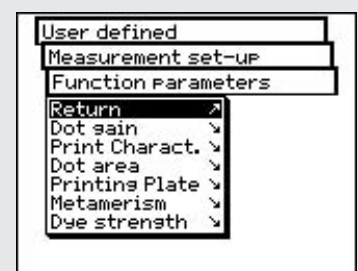 User defined
Measurement set-up
Function parameters
Return
Dot gain
Print Charact.
Dot area
Printing Plate
Metamerism
Dye strength